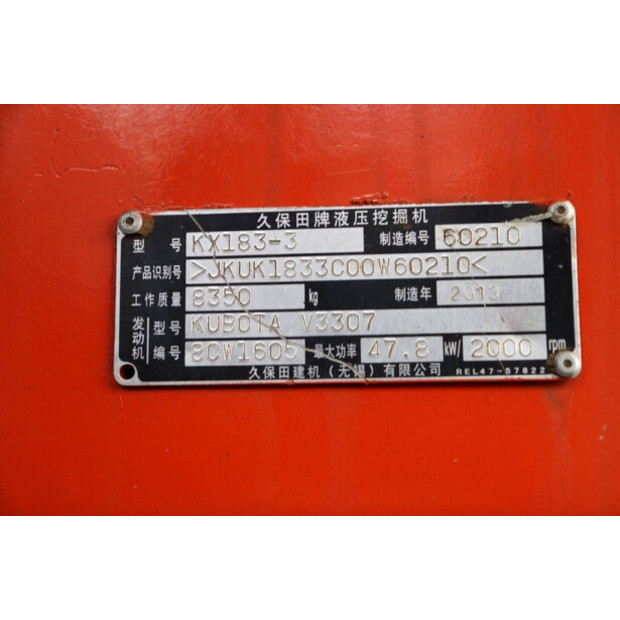 久保田牌液压挖掘机
型 号 KX183-3 制造编号 60210
产品识别号 >JKUK1833C00W60210<
工作质量 8350 kg 制造年 2013
发动机 型号 KUBOTA V3307
编号 8CW1605 最大功率 47.8 kW/ 2000 rpm
久保田建机(无锡)有限公司 REL47-57822